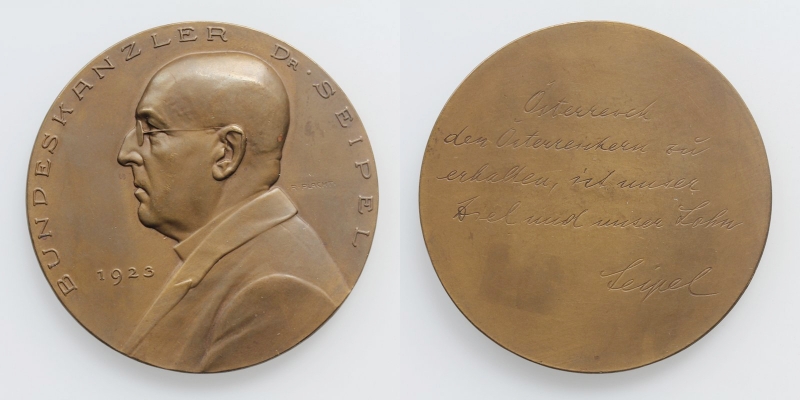 BUNDESKANZLER DR. SEIPEL
1923
Österreich
den Österreichern zu
erhalten, ist unser
Ziel und unser Lohn
Seipel